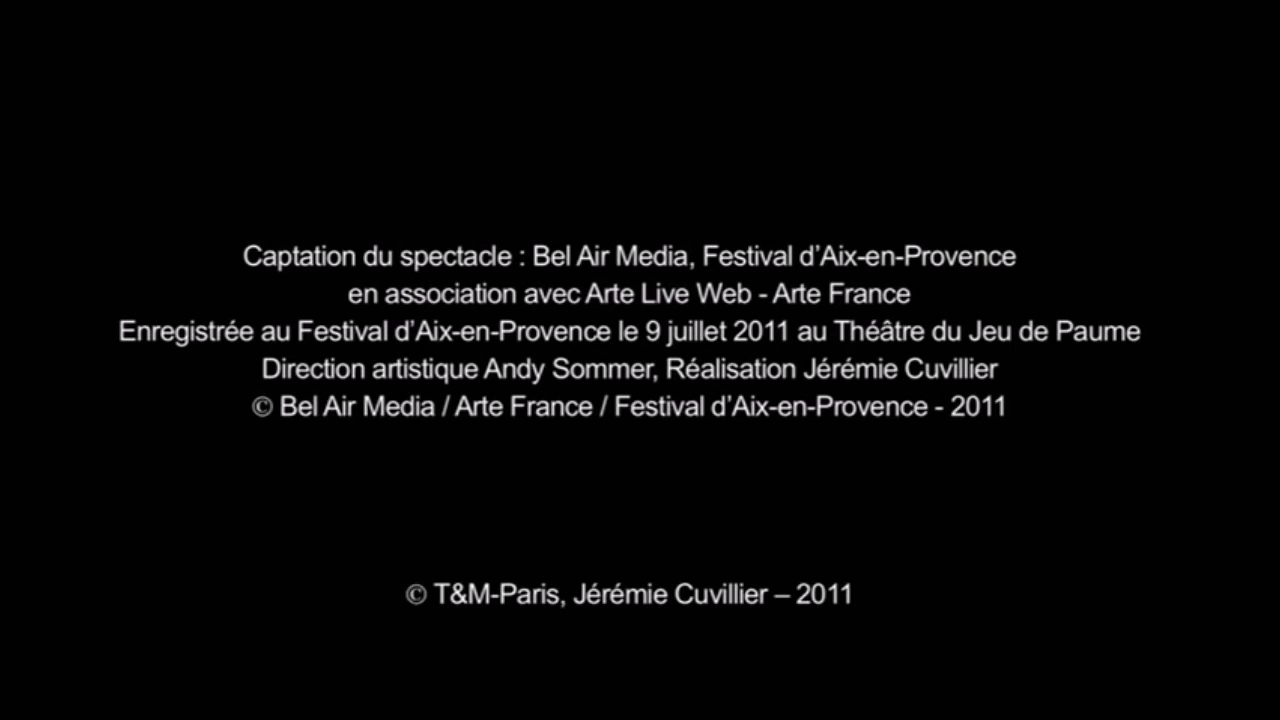 Captation du spectacle : Bel Air Media, Festival d’Aix-en-Provence
en association avec Arte Live Web - Arte France
Enregistrée au Festival d’Aix-en-Provence le 9 juillet 2011 au Théâtre du Jeu de Paume
Direction artistique Andy Sommer, Réalisation Jérémie Cuvillier
© Bel Air Media / Arte France / Festival d’Aix-en-Provence - 2011
© T&M-Paris, Jérémie Cuvillier – 2011